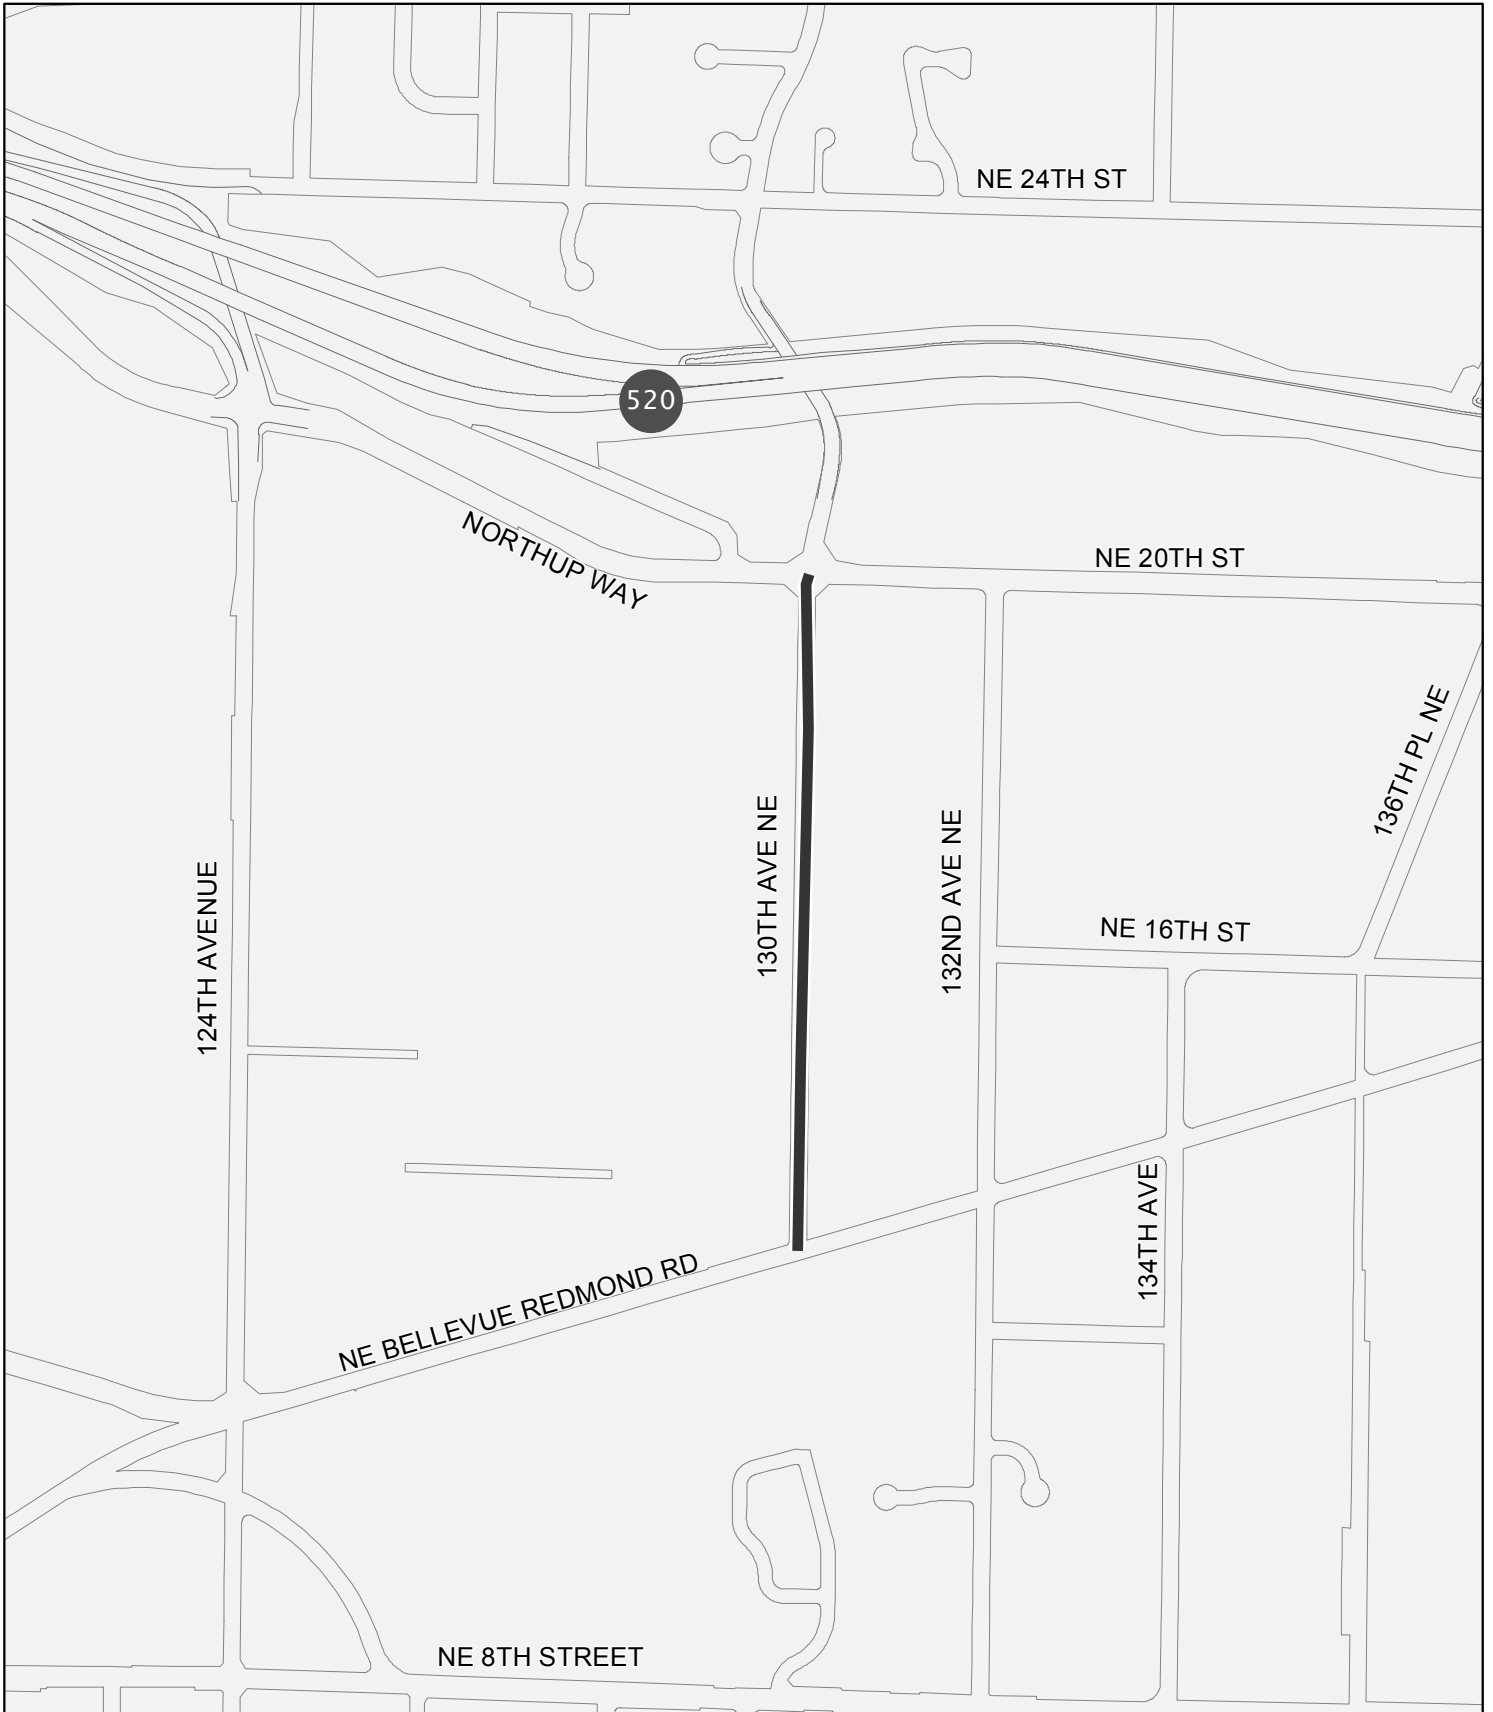 NE 24TH ST
520
NORTHUP WAY
NE 20TH ST
136TH PL NE
130TH AVE NE
132ND AVE NE
124TH AVENUE
NE 16TH ST
134TH AVE
NE BELLEVUE REDMOND RD
NE 8TH STREET